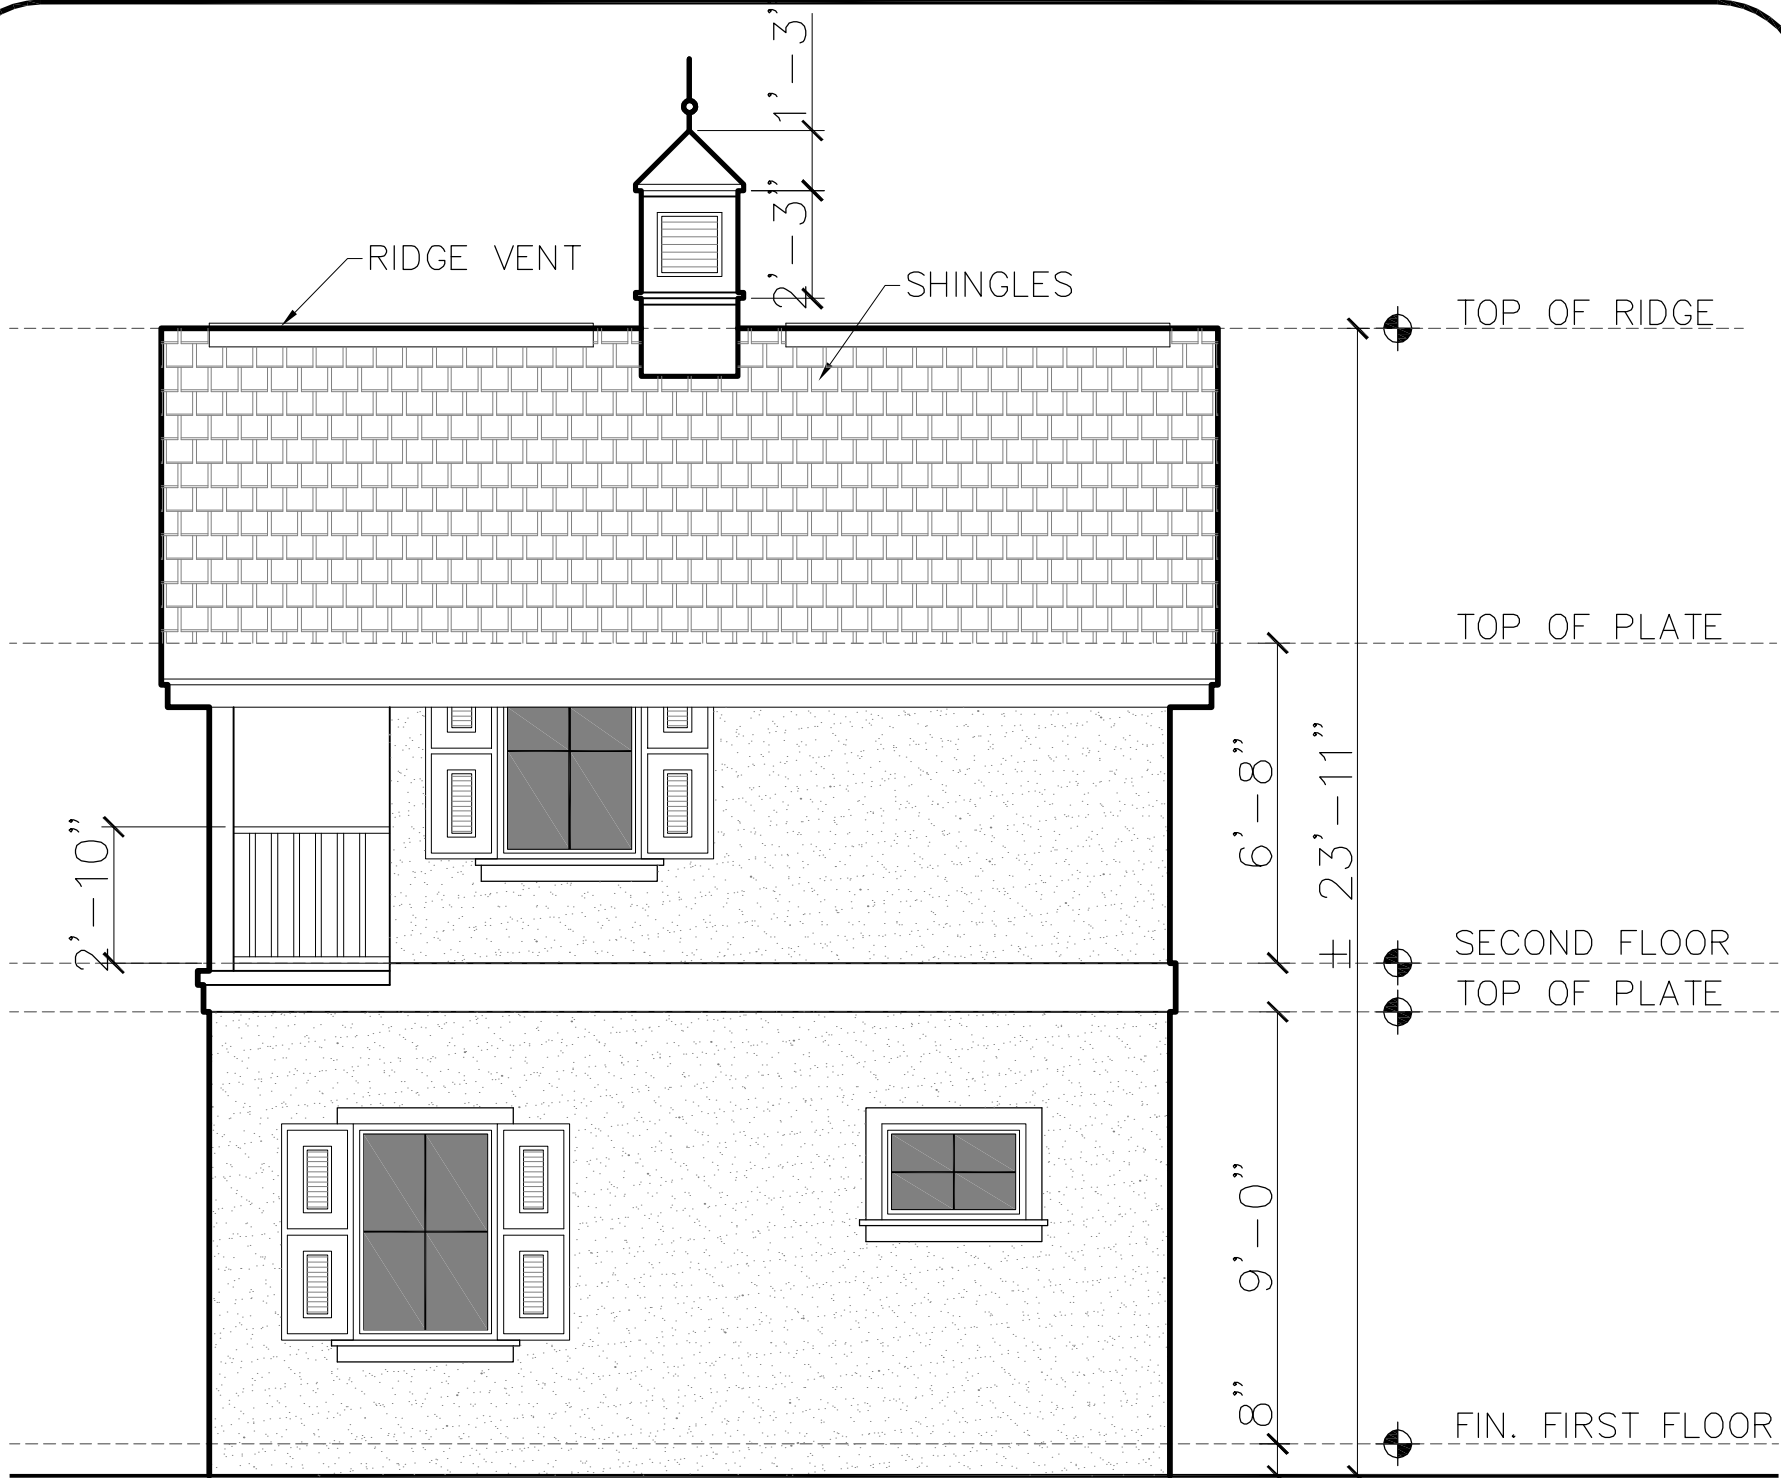 1'-3"
2'-3"
RIDGE VENT
SHINGLES
TOP OF RIDGE
TOP OF PLATE
6'-8"
± 23'-11"
2'-10"
SECOND FLOOR
TOP OF PLATE
9'-0"
8"
FIN. FIRST FLOOR